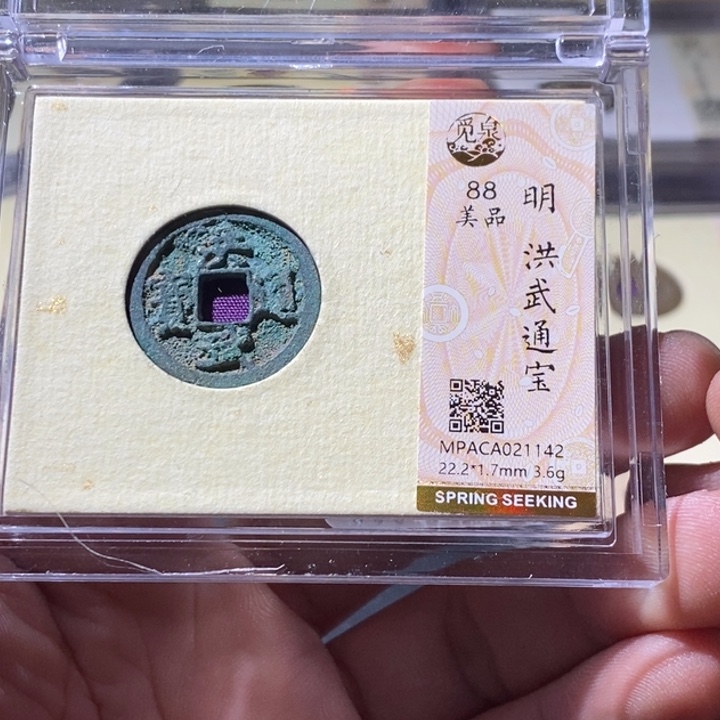 觅泉
88
美品
明 洪武通宝
MPACA021142
22.2*1.7mm 3.6g
SPRING SEEKING
洪